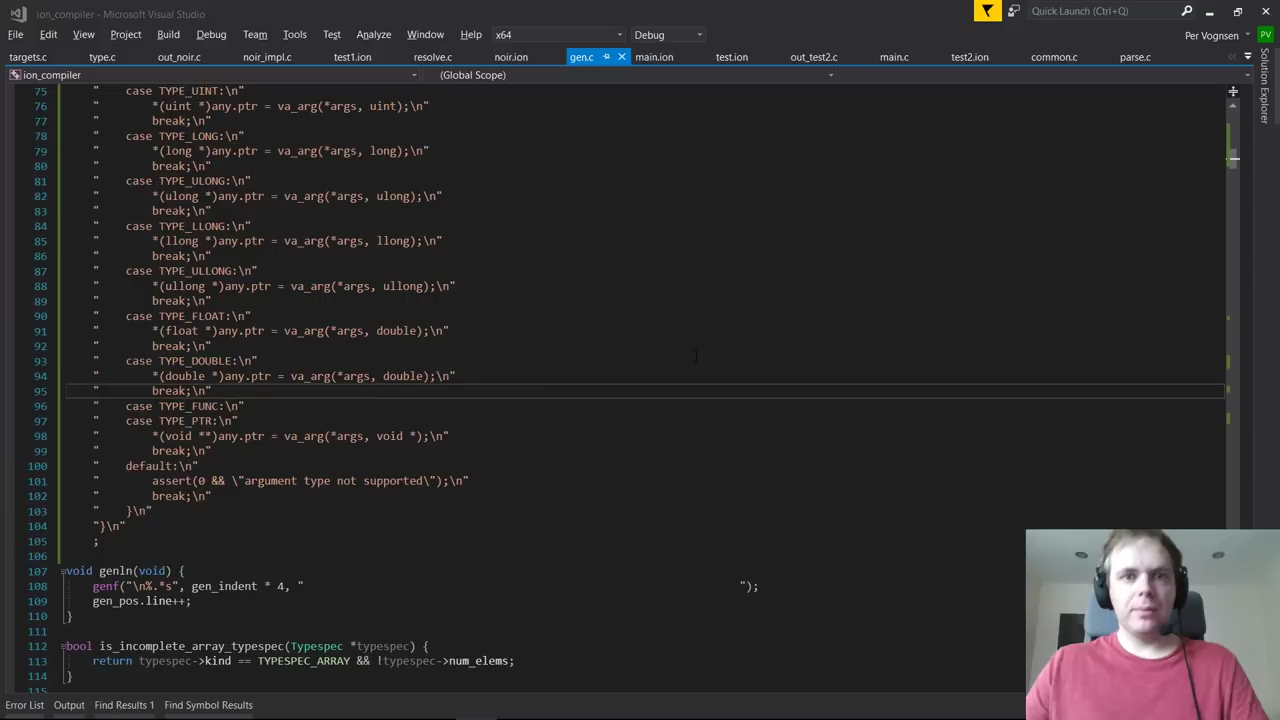 ion_compiler - Microsoft Visual Studio
Quick Launch (Ctrl+Q)
File Edit View Project Build Debug Team Tools Test Analyze Window Help x64 Debug Per Vognsen PV
targets.c type.c out_noir.c noir_impl.c test1.ion resolve.c noir.ion gen.c main.ion test.ion out_test2.c main.c test2.ion common.c parse.c
ion_compiler (Global Scope)
Solution Explorer
75 "    case TYPE_UINT:\n"
76 "        *(uint *)any.ptr = va_arg(*args, uint);\n"
77 "        break;\n"
78 "    case TYPE_LONG:\n"
79 "        *(long *)any.ptr = va_arg(*args, long);\n"
80 "        break;\n"
81 "    case TYPE_ULONG:\n"
82 "        *(ulong *)any.ptr = va_arg(*args, ulong);\n"
83 "        break;\n"
84 "    case TYPE_LLONG:\n"
85 "        *(llong *)any.ptr = va_arg(*args, llong);\n"
86 "        break;\n"
87 "    case TYPE_ULLONG:\n"
88 "        *(ullong *)any.ptr = va_arg(*args, ullong);\n"
89 "        break;\n"
90 "    case TYPE_FLOAT:\n"
91 "        *(float *)any.ptr = va_arg(*args, double);\n"
92 "        break;\n"
93 "    case TYPE_DOUBLE:\n"
94 "        *(double *)any.ptr = va_arg(*args, double);\n"
95 "        break;\n"
96 "    case TYPE_FUNC:\n"
97 "    case TYPE_PTR:\n"
98 "        *(void **)any.ptr = va_arg(*args, void *);\n"
99 "        break;\n"
100 "    default:\n"
101 "        assert(0 && \"argument type not supported\");\n"
102 "        break;\n"
103 "    }\n"
104 "}\n"
105 ;
106
107 void genln(void) {
108     genf("\n%.*s", gen_indent * 4, "                                                                  ");
109     gen_pos.line++;
110 }
111
112 bool is_incomplete_array_typespec(Typespec *typespec) {
113     return typespec->kind == TYPESPEC_ARRAY && !typespec->num_elems;
114 }
115
Error List Output Find Results 1 Find Symbol Results